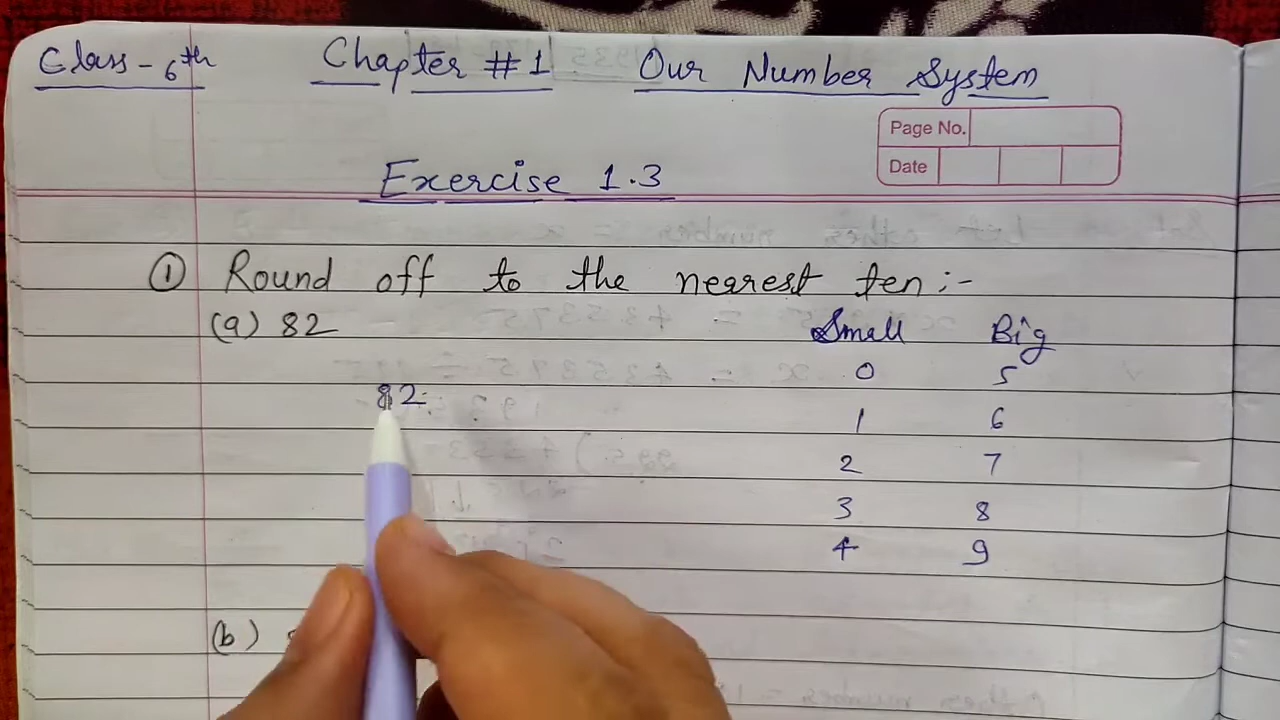 Class - 6th Chapter # 1 Our Number System
Page No.
Date
Exercise 1.3
① Round off to the nearest ten :-
(a) 82
Small Big
82
0 5
1 6
2 7
3 8
4 9
(b)